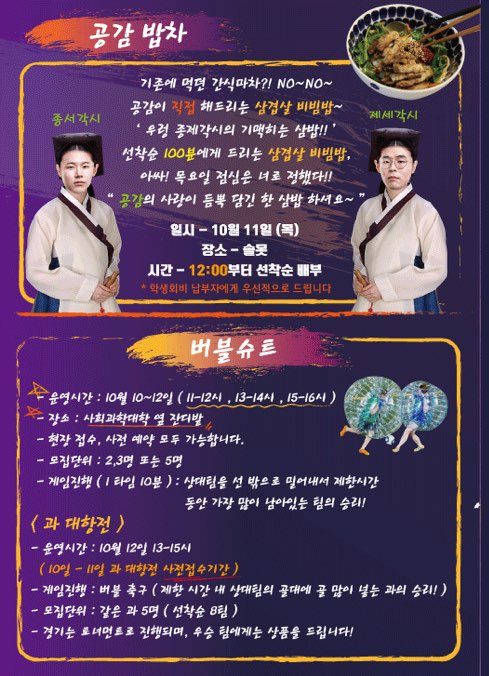 공감 밥차
기존에 먹던 간식마차?! NO~NO~
공감이 직접 해드리는 삼겹살 비빔밥~
' 우렁 종제각시의 기맥히는 삼밥!! '
종서각시
제세각시
선착순 100분에게 드리는 삼겹살 비빔밥,
아싸! 목요일 점심은 너로 정했다!!
" 공감의 사랑이 듬뿍 담긴 한 삼밥 하셔요~ "
일시 – 10월 11일 (목)
장소 – 솔못
시간 – 12:00부터 선착순 배부
* 학생회비 납부자에게 우선적으로 드립니다
버블슈트
- 운영시간 : 10월 10~12일 ( 11-12시 , 13-14시 , 15-16시 )
- 장소 : 사회과학대학 옆 잔디밭
- 현장 접수, 사전 예약 모두 가능합니다.
- 모집단위 : 2,3명 또는 5명
- 게임진행 ( 1 타임 10분 ) : 상대팀을 선 밖으로 밀어내서 제한시간
동안 가장 많이 남아있는 팀의 승리!
< 과 대항전 >
- 운영시간 : 10월 12일 13-15시
( 10일 - 11일 과 대항전 사전접수기간 )
- 게임진행 : 버블 축구 ( 제한 시간 내 상대팀의 골대에 골 많이 넣는 과의 승리! )
- 모집단위 : 같은 과 5명 ( 선착순 8팀 )
- 경기는 토너먼트로 진행되며, 우승 팀에게는 상품을 드립니다!